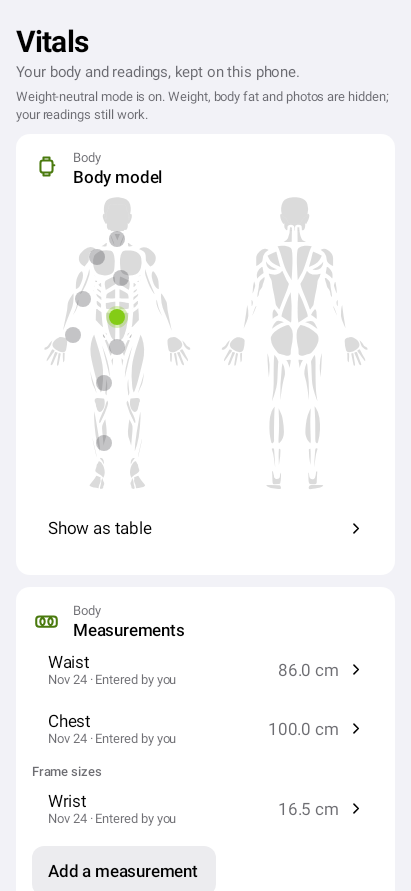 Vitals
Your body and readings, kept on this phone.
Weight-neutral mode is on. Weight, body fat and photos are hidden;
your readings still work.
Body
Body model
Show as table
Body
Measurements
Waist
Nov 24 · Entered by you
86.0 cm
Chest
Nov 24 · Entered by you
100.0 cm
Frame sizes
Wrist
Nov 24 · Entered by you
16.5 cm
Add a measurement